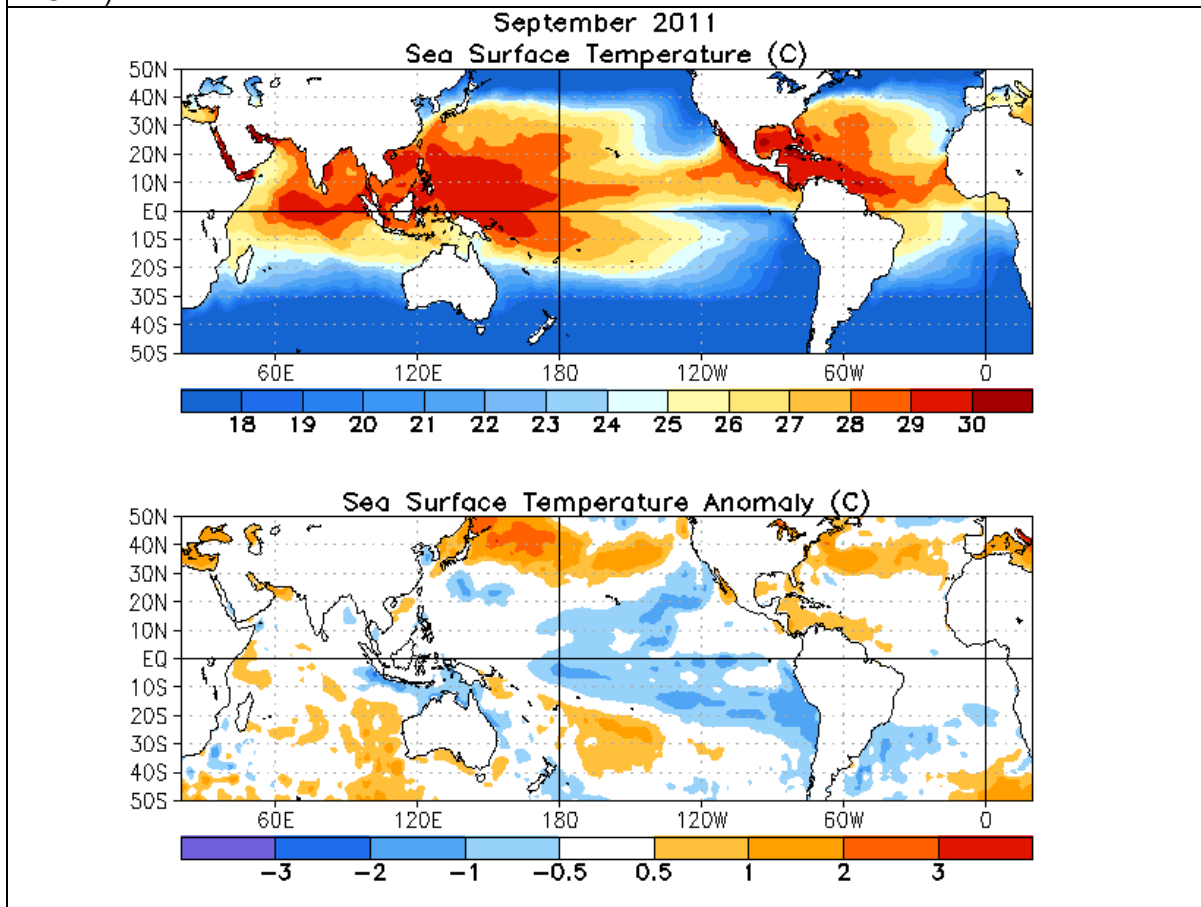 September 2011
Sea Surface Temperature (C)
50N
40N
30N
20N
10N
EQ
10S
20S
30S
40S
50S
60E 120E 180 120W 60W 0
18 19 20 21 22 23 24 25 26 27 28 29 30
Sea Surface Temperature Anomaly (C)
50N
40N
30N
20N
10N
EQ
10S
20S
30S
40S
50S
60E 120E 180 120W 60W 0
-3 -2 -1 -0.5 0.5 1 2 3